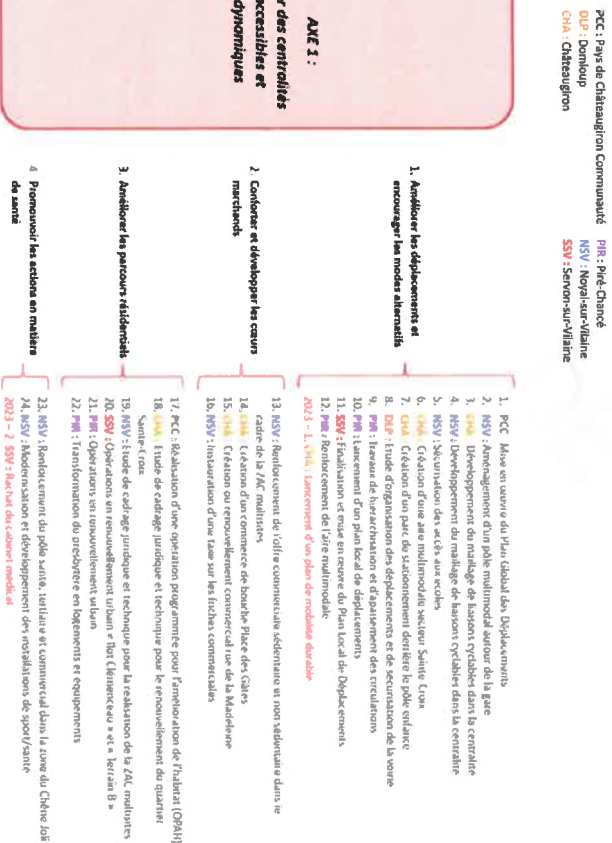 PCC : Pays de Châteaugiron Communauté
DLP : Domloup
CHA : Châteaugiron
PIR : Piré-Chancé
NSV : Noyal-sur-Vilaine
SSV : Servon-sur-Vilaine
AXE 1 :
r des centralités
accessibles et
dynamiques
1. Améliorer les déplacements et
encourager les modes alternatifs
1. PCC Mise en oeuvre du Plan Global des Déplacements
2. NSV : Aménagement d'un pôle multimodal autour de la gare
3. CHA Développement du maillage de liaisons cyclables dans la centralité
4. NSV : Développement du maillage de liaisons cyclables dans la centralité
5. NSV : Sécurisation des accès aux écoles
6. CHA Création d'une aire multimodale secteur Sainte Croix
7. CHA Création d'un parc de stationnement derrière le pôle enfance
8. DLP : Etude d'organisation des déplacements et de sécurisation de la voirie
9. PIR : Travaux de hiérarchisation et d'apaisement des circulations
10. PIR : Lancement d'un plan local de déplacements
11. SSV : Finalisation et mise en oeuvre du Plan Local de Déplacements
12. PIR : Renforcement de l'aire multimodale
2023 – 1. CHA : Lancement d'un plan de mobilité durable
2. Conforter et développer les cœurs
marchands
13. NSV : Renforcement de l'offre commerciale sédentaire et non sédentaire dans le
cadre de la ZAC multisites
14. CHA Création d'un commerce de bouche Place des Gâtes
15. CHA Création ou renouvellement commercial rue de la Madeleine
16. NSV : Instauration d'une taxe sur les friches commerciales
3. Améliorer les parcours résidentiels
17. PCC : Réalisation d'une opération programmée pour l'amélioration de l'habitat (OPAH)
18. CHA Etude de cadrage juridique et technique pour le renouvellement du quartier
Sainte-Croix
19. NSV : Etude de cadrage juridique et technique pour la réalisation de la ZAC multisites
20. SSV : Opérations en renouvellement urbain « Ilot Clémenceau » et « Terrain B »
21. PIR : Opérations en renouvellement urbain
22. PIR : Transformation du presbytère en logements et équipements
4 Promouvoir les actions en matière
de santé
23. NSV : Renforcement du pôle santé, tertiaire et commercial dans la zone du Chêne Joli
24. NSV : Modernisation et développement des installations de sport/santé
2023 – 2. SSV : Rachat du cabinet médical